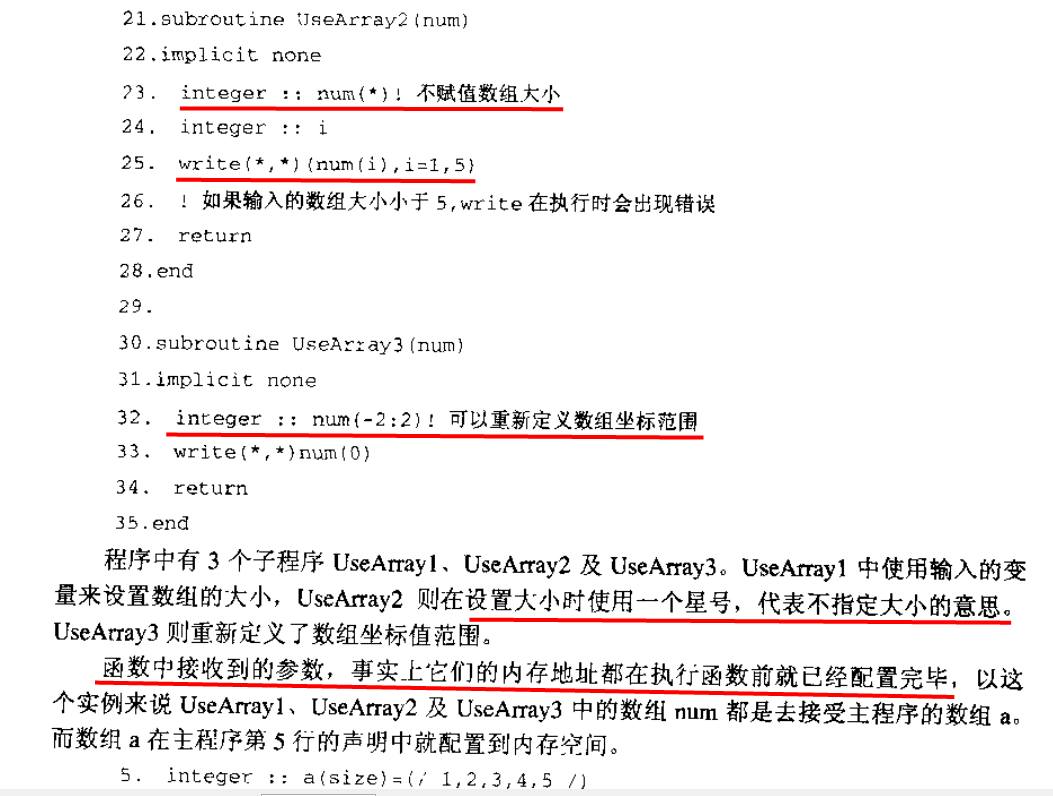 21.subroutine UseArray2(num)
22.implicit none
23. integer :: num(*)! 不赋值数组大小
24. integer :: i
25. write(*,*)(num(i),i=1,5)
26. ! 如果输入的数组大小小于 5,write 在执行时会出现错误
27. return
28.end
29.
30.subroutine UseArray3(num)
31.implicit none
32. integer :: num(-2:2)! 可以重新定义数组坐标范围
33. write(*,*)num(0)
34. return
35.end
程序中有 3 个子程序 UseArray1、UseArray2 及 UseArray3。UseArray1 中使用输入的变
量来设置数组的大小，UseArray2 则在设置大小时使用一个星号，代表不指定大小的意思。
UseArray3 则重新定义了数组坐标值范围。
函数中接收到的参数，事实上它们的内存地址都在执行函数前就已经配置完毕，以这
个实例来说 UseArray1、UseArray2 及 UseArray3 中的数组 num 都是去接受主程序的数组 a。
而数组 a 在主程序第 5 行的声明中就配置到内存空间。
5. integer :: a(size)=(/ 1,2,3,4,5 /)